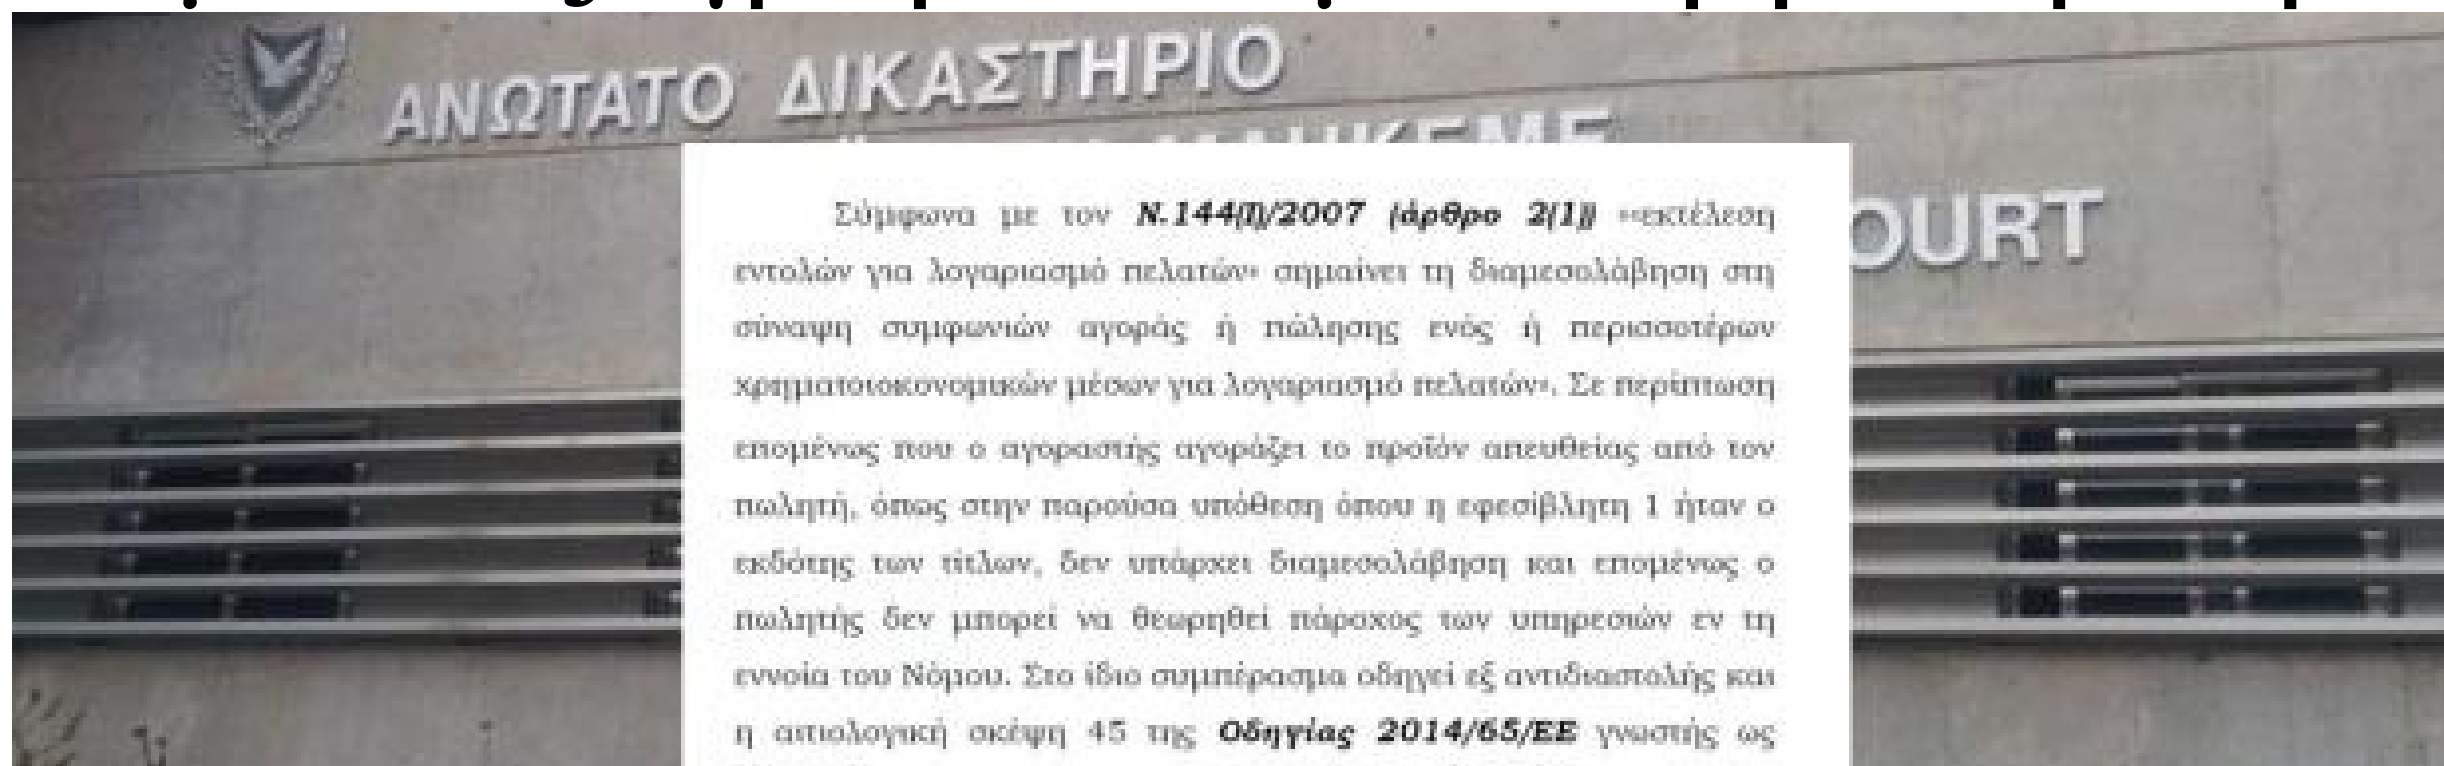 ΑΝΩΤΑΤΟ ΔΙΚΑΣΤΗΡΙΟ
OURT
Σύμφωνα με τον Ν.144(Ι)/2007 (άρθρο 2(1)) ««εκτέλεση
εντολών για λογαριασμό πελατών» σημαίνει τη διαμεσολάβηση στη
σύναψη συμφωνιών αγοράς ή πώλησης ενός ή περισσοτέρων
χρηματοιοκονομικών μέσων για λογαριασμό πελατών». Σε περίπτωση
επομένως που ο αγοραστής αγοράζει το προϊόν απευθείας από τον
πωλητή, όπως στην παρούσα υπόθεση όπου η εφεσίβλητη 1 ήταν ο
εκδότης των τίτλων, δεν υπάρχει διαμεσολάβηση και επομένως ο
πωλητής δεν μπορεί να θεωρηθεί πάροχος των υπηρεσιών εν τη
εννοία του Νόμου. Στο ίδιο συμπέρασμα οδηγεί εξ αντιδιαστολής και
η αιτιολογική σκέψη 45 της Οδηγίας 2014/65/ΕΕ γνωστής ως